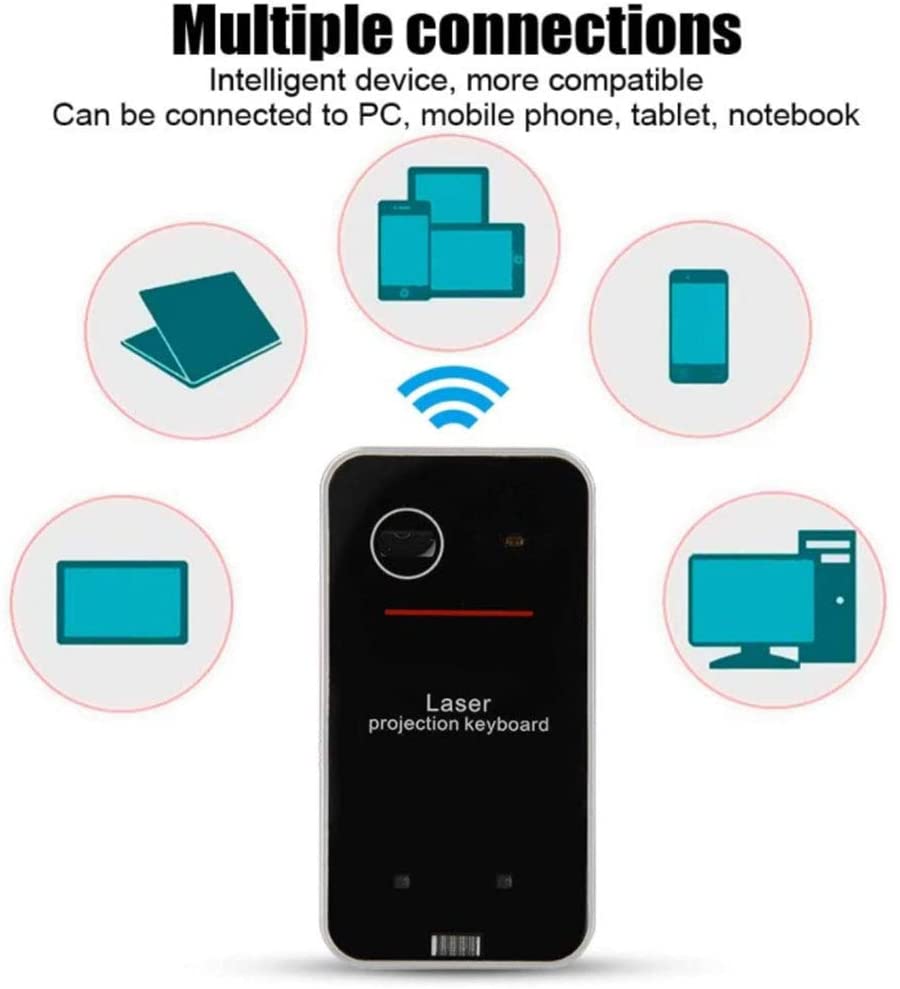 Multiple connections
Intelligent device, more compatible
Can be connected to PC, mobile phone, tablet, notebook
Laser
projection keyboard